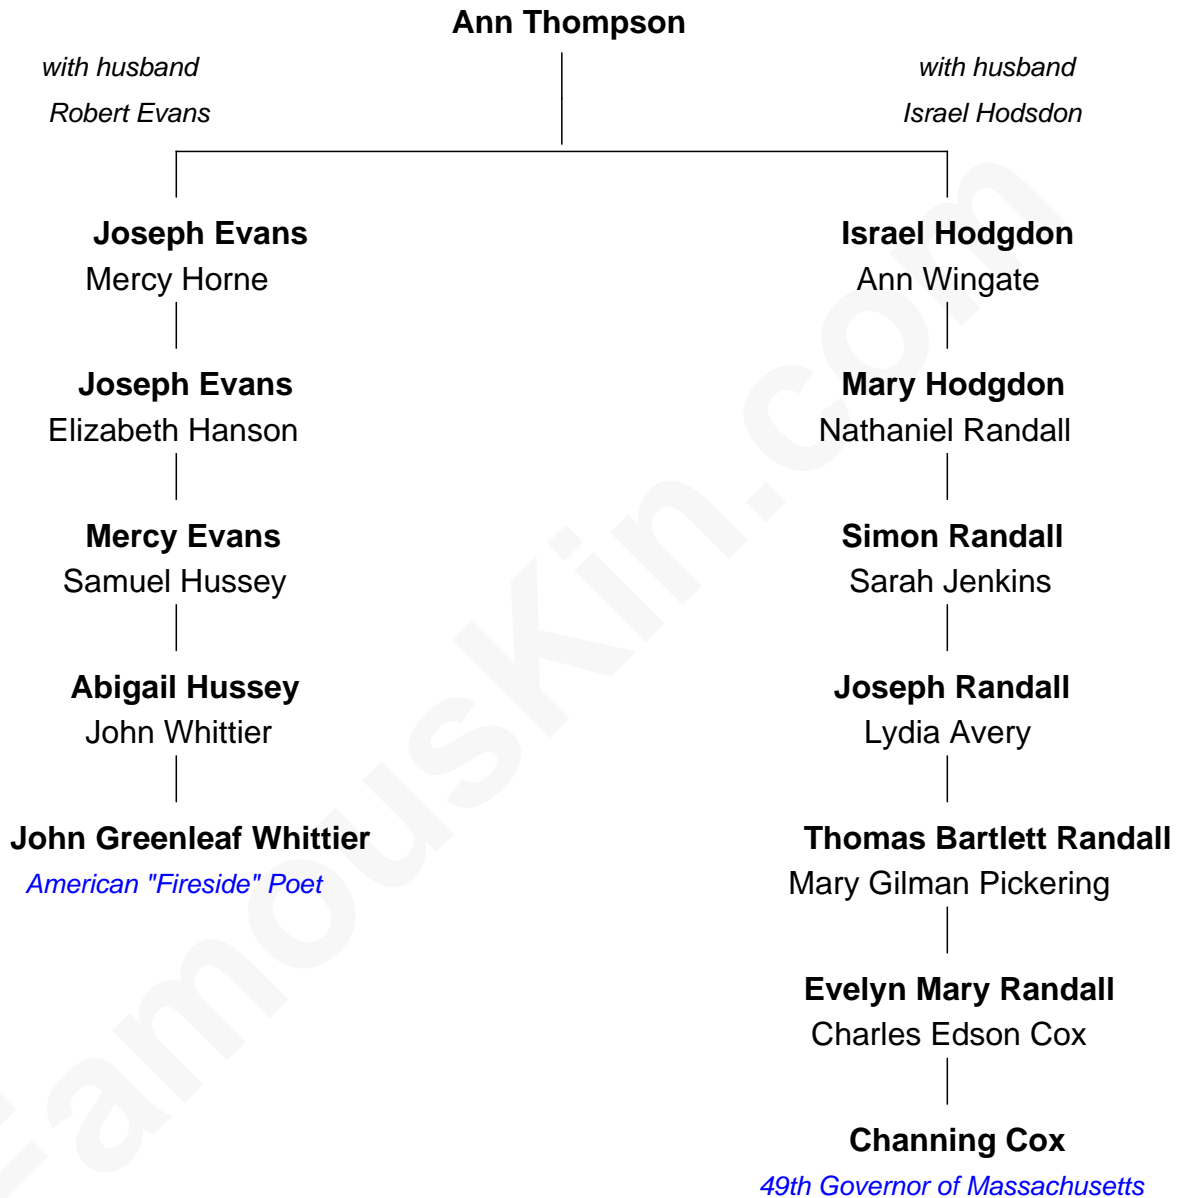 Ann Thompson
with husband
Robert Evans
with husband
Israel Hodsdon
Joseph Evans
Mercy Horne
Joseph Evans
Elizabeth Hanson
Mercy Evans
Samuel Hussey
Abigail Hussey
John Whittier
John Greenleaf Whittier
American "Fireside" Poet
Israel Hodgdon
Ann Wingate
Mary Hodgdon
Nathaniel Randall
Simon Randall
Sarah Jenkins
Joseph Randall
Lydia Avery
Thomas Bartlett Randall
Mary Gilman Pickering
Evelyn Mary Randall
Charles Edson Cox
Channing Cox
49th Governor of Massachusetts
FamousKin.com